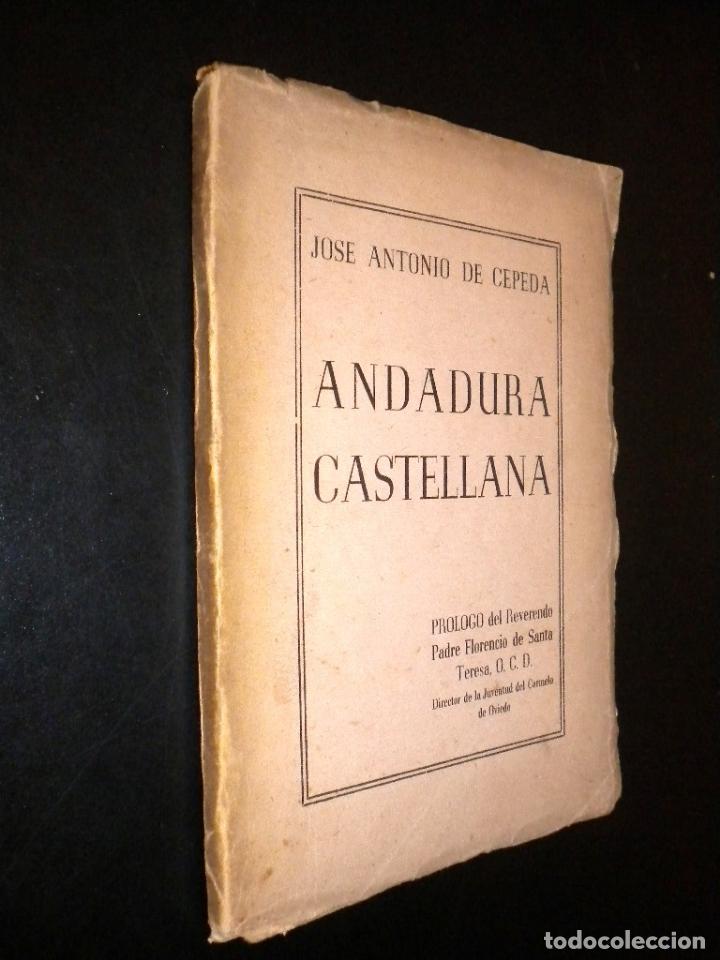 JOSE ANTONIO DE CEPEDA
ANDADURA
CASTELLANA
PROLOGO del Reverendo
Padre Florencio de Santa
Teresa, O. C. D.
Director de la Juventud del Carmelo
de Oviedo
todocoleccion